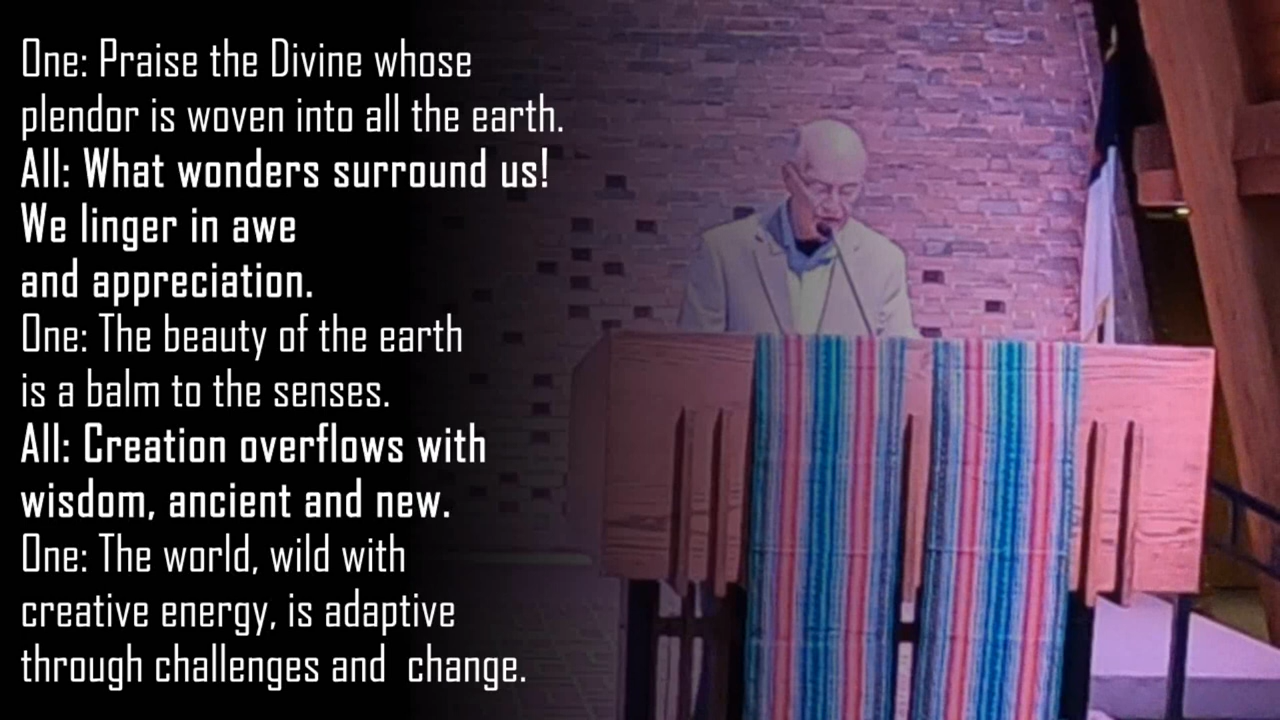 One: Praise the Divine whose
plendor is woven into all the earth.
All: What wonders surround us!
We linger in awe
and appreciation.
One: The beauty of the earth
is a balm to the senses.
All: Creation overflows with
wisdom, ancient and new.
One: The world, wild with
creative energy, is adaptive
through challenges and  change.